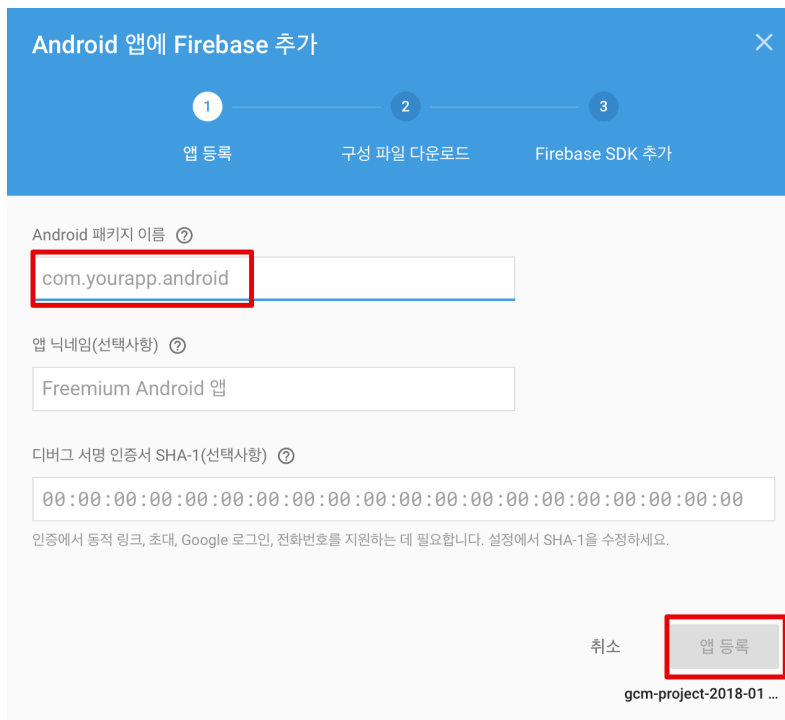 Android 앱에 Firebase 추가
1
2
3
앱 등록
구성 파일 다운로드
Firebase SDK 추가
Android 패키지 이름 ?
com.yourapp.android
앱 닉네임(선택사항) ?
Freemium Android 앱
디버그 서명 인증서 SHA-1(선택사항) ?
00:00:00:00:00:00:00:00:00:00:00:00:00:00:00:00:00:00:00:00
인증에서 동적 링크, 초대, Google 로그인, 전화번호를 지원하는 데 필요합니다. 설정에서 SHA-1을 수정하세요.
취소
앱 등록
gcm-project-2018-01 ...